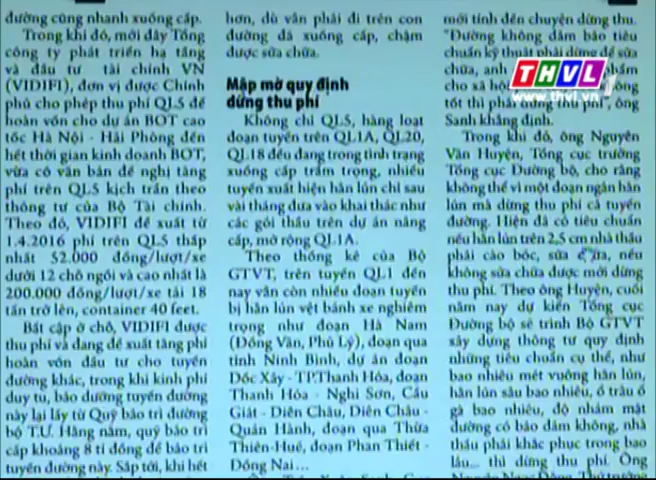 đường cũng nhanh xuống cấp.
Trong khi đó, mới đây Tổng
công ty phát triển hạ tầng
và đầu tư tài chính VN
(VIDIFI), đơn vị được Chính
phủ cho phép thu phí QL5 để
hoàn vốn cho dự án BOT cao
tốc Hà Nội - Hải Phòng đến
hết thời gian kinh doanh BOT,
vừa có văn bản đề nghị tăng
phí trên QL5 kịch trần theo
thông tư của Bộ Tài chính.
Theo đó, VIDIFI đề xuất từ
1.4.2016 phí trên QL5 thấp
nhất 52.000 đồng/lượt/xe
dưới 12 chỗ ngồi và cao nhất là
200.000 đồng/lượt/xe tải 18
tấn trở lên, container 40 feet.
Bất cập ở chỗ, VIDIFI được
thu phí và đang đề xuất tăng phí
hoàn vốn đầu tư cho tuyến
đường khác, trong khi kinh phí
duy tu, bảo dưỡng tuyến đường
này lại lấy từ Quỹ bảo trì đường
bộ T.Ư. Hằng năm, quỹ bảo trì
cấp khoảng 8 tỉ đồng để bảo trì
tuyến đường này. Sắp tới, khi hết
hơn, dù vẫn phải đi trên con
đường đã xuống cấp, chậm
được sửa chữa.
Mập mờ quy định
dừng thu phí
Không chỉ QL5, hàng loạt
đoạn tuyến trên QL1A, QL20,
QL18 đều đang trong tình trạng
xuống cấp trầm trọng, nhiều
tuyến xuất hiện hằn lún chỉ sau
vài tháng đưa vào khai thác như
các gói thầu trên dự án nâng
cấp, mở rộng QL1A.
Theo thống kê của Bộ
GTVT, trên tuyến QL1 đến
nay vẫn còn nhiều đoạn tuyến
bị hằn lún vệt bánh xe nghiêm
trọng như đoạn Hà Nam
(Đồng Văn, Phủ Lý), đoạn qua
tỉnh Ninh Bình, dự án đoạn
Dốc Xây - TP.Thanh Hóa, đoạn
Thanh Hóa - Nghi Sơn, Cầu
Giát - Diễn Châu, Diễn Châu -
Quán Hành, đoạn qua Thừa
Thiên-Huế, đoạn Phan Thiết -
Đồng Nai...
mới tính đến chuyện dừng thu.
"Đường không đảm bảo tiêu
chuẩn kỹ thuật phải dừng để sửa
chữa, anh phẩm
cho xã hội
tốt thì phải thu phí", ông
Sanh khẳng định.
Trong khi đó, ông Nguyễn
Văn Huyện, Tổng cục trưởng
Tổng cục Đường bộ, cho rằng
không thể vì một đoạn ngắn hằn
lún mà dừng thu phí cả tuyến
đường. Hiện đã có tiêu chuẩn
nếu hằn lún trên 2,5 cm nhà thầu
phải cào bóc, sửa chữa, nếu
không sửa chữa được mới dừng
thu phí. Theo ông Huyện, cuối
năm nay dự kiến Tổng cục
Đường bộ sẽ trình Bộ GTVT
xây dựng thông tư quy định
những tiêu chuẩn cụ thể, như
bao nhiêu mét vuông hằn lún,
hằn lún sâu bao nhiêu, ổ trâu ổ
gà bao nhiêu, độ nhám mặt
đường có bảo đảm không, nhà
thầu phải khắc phục trong bao
lâu... thì dừng thu phí. Ông
THVL1
www.thvl.vn